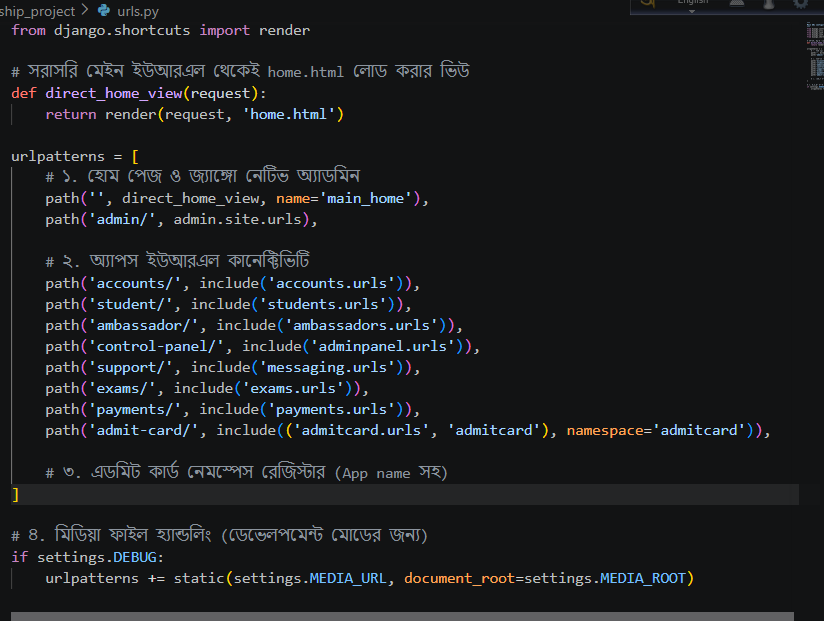 ship_project > urls.py
English
from django.shortcuts import render
# সরাসরি মেইন ইউআরএল থেকেই home.html লোড করার ভিউ
def direct_home_view(request):
    return render(request, 'home.html')
urlpatterns = [
    # ১. হোম পেজ ও জ্যাঙ্গো নেটিভ অ্যাডমিন
    path('', direct_home_view, name='main_home'),
    path('admin/', admin.site.urls),
    # ২. অ্যাপস ইউআরএল কানেক্টিভিটি
    path('accounts/', include('accounts.urls')),
    path('student/', include('students.urls')),
    path('ambassador/', include('ambassadors.urls')),
    path('control-panel/', include('adminpanel.urls')),
    path('support/', include('messaging.urls')),
    path('exams/', include('exams.urls')),
    path('payments/', include('payments.urls')),
    path('admit-card/', include(('admitcard.urls', 'admitcard'), namespace='admitcard')),
    # ৩. এডমিট কার্ড নেমস্পেস রেজিস্টার (App name সহ)
]
# ৪. মিডিয়া ফাইল হ্যান্ডলিং (ডেভেলপমেন্ট মোডের জন্য)
if settings.DEBUG:
    urlpatterns += static(settings.MEDIA_URL, document_root=settings.MEDIA_ROOT)